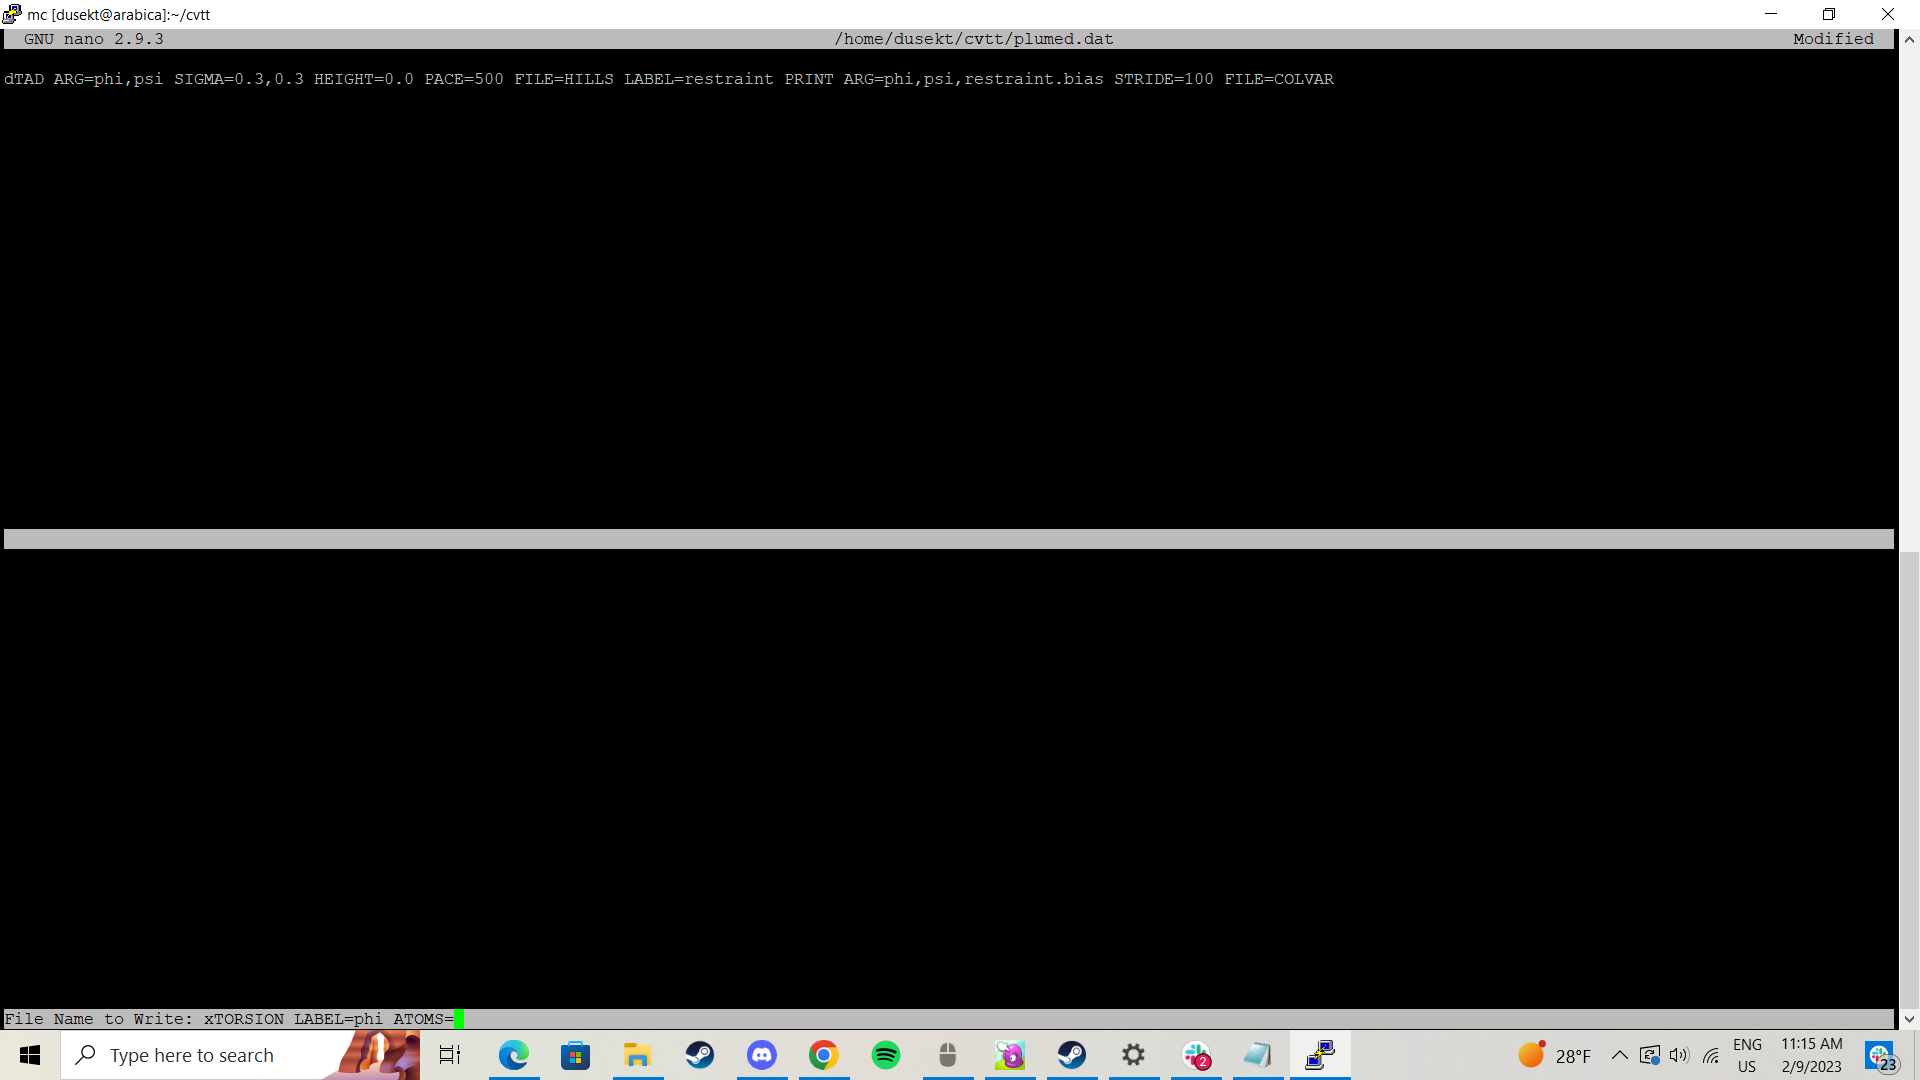 mc [dusekt@arabica]:~/cvtt
GNU nano 2.9.3 /home/dusekt/cvtt/plumed.dat Modified
dTAD ARG=phi,psi SIGMA=0.3,0.3 HEIGHT=0.0 PACE=500 FILE=HILLS LABEL=restraint PRINT ARG=phi,psi,restraint.bias STRIDE=100 FILE=COLVAR
File Name to Write: xTORSION LABEL=phi ATOMS=
Type here to search
2
28°F
ENG
US
11:15 AM
2/9/2023
23